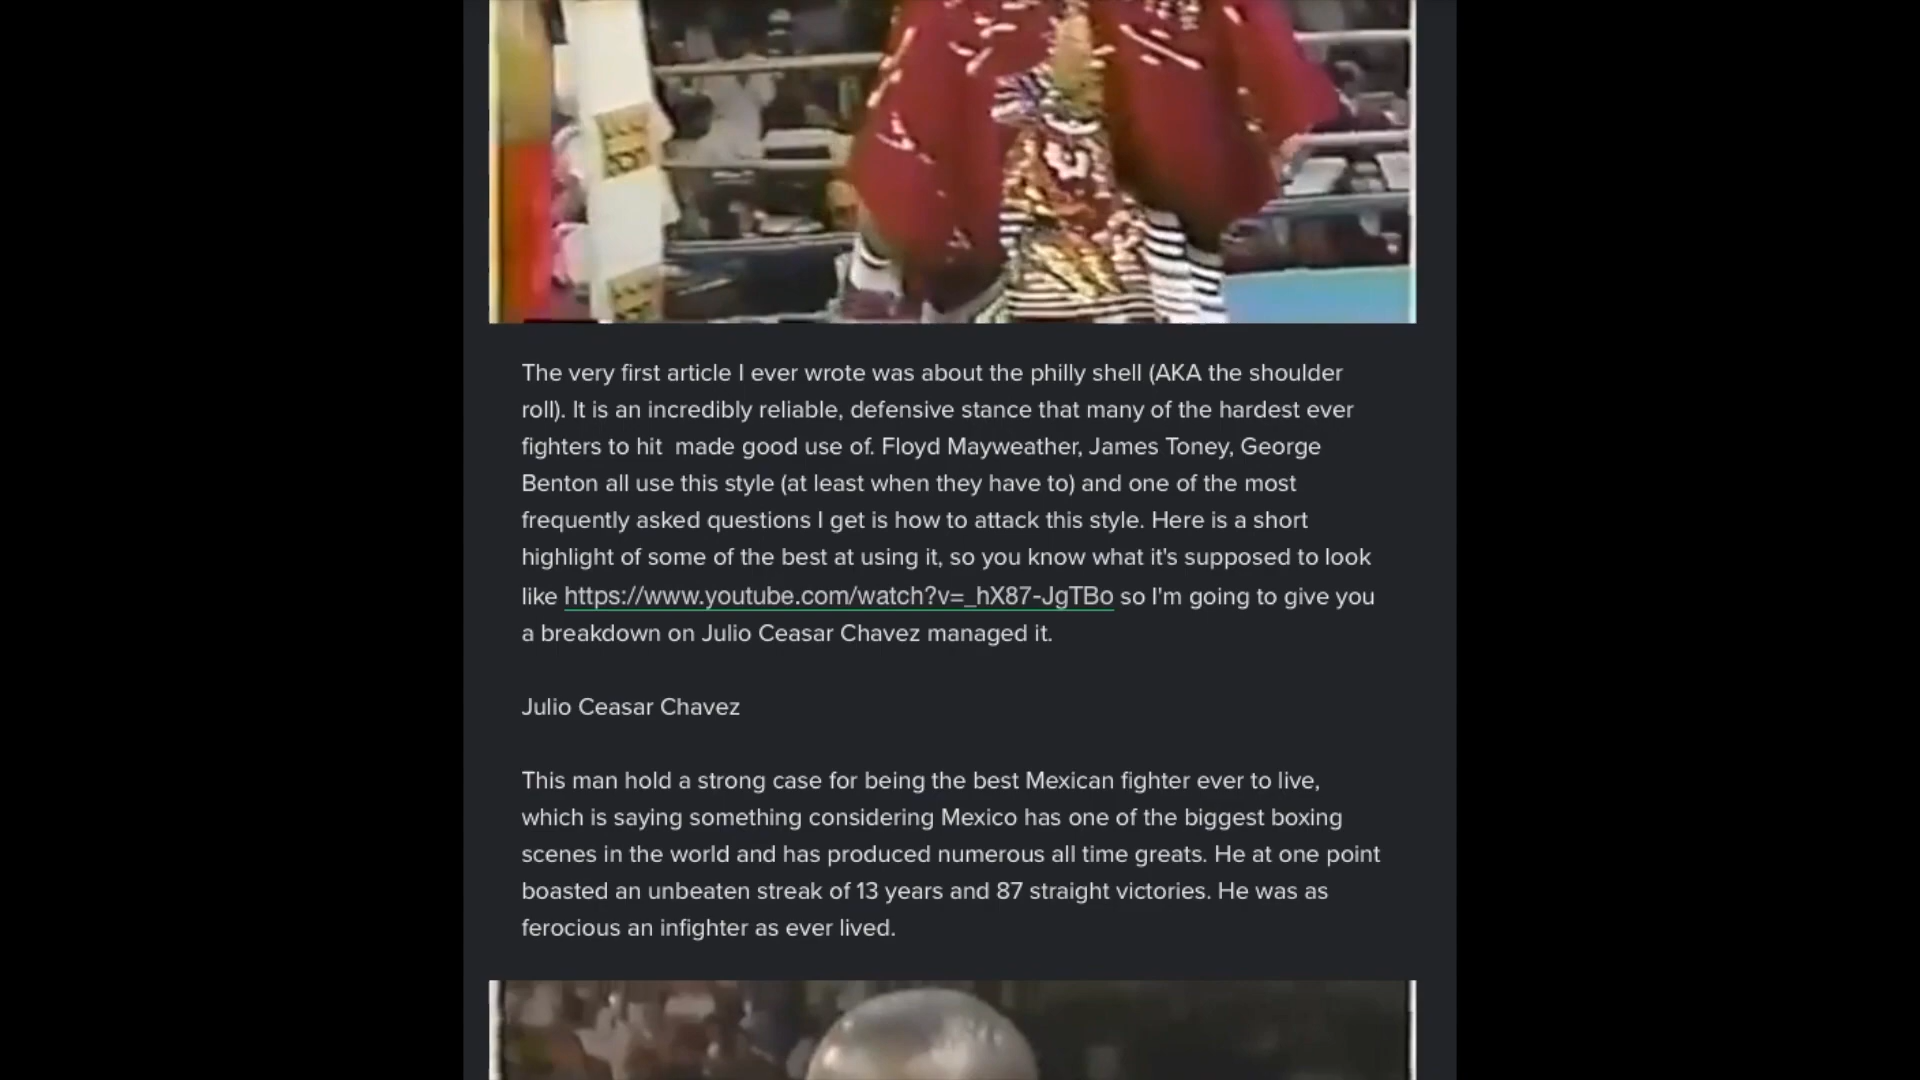 The very first article I ever wrote was about the philly shell (AKA the shoulder
roll). It is an incredibly reliable, defensive stance that many of the hardest ever
fighters to hit  made good use of. Floyd Mayweather, James Toney, George
Benton all use this style (at least when they have to) and one of the most
frequently asked questions I get is how to attack this style. Here is a short
highlight of some of the best at using it, so you know what it's supposed to look
like https://www.youtube.com/watch?v=_hX87-JgTBo so I'm going to give you
a breakdown on Julio Ceasar Chavez managed it.
Julio Ceasar Chavez
This man hold a strong case for being the best Mexican fighter ever to live,
which is saying something considering Mexico has one of the biggest boxing
scenes in the world and has produced numerous all time greats. He at one point
boasted an unbeaten streak of 13 years and 87 straight victories. He was as
ferocious an infighter as ever lived.